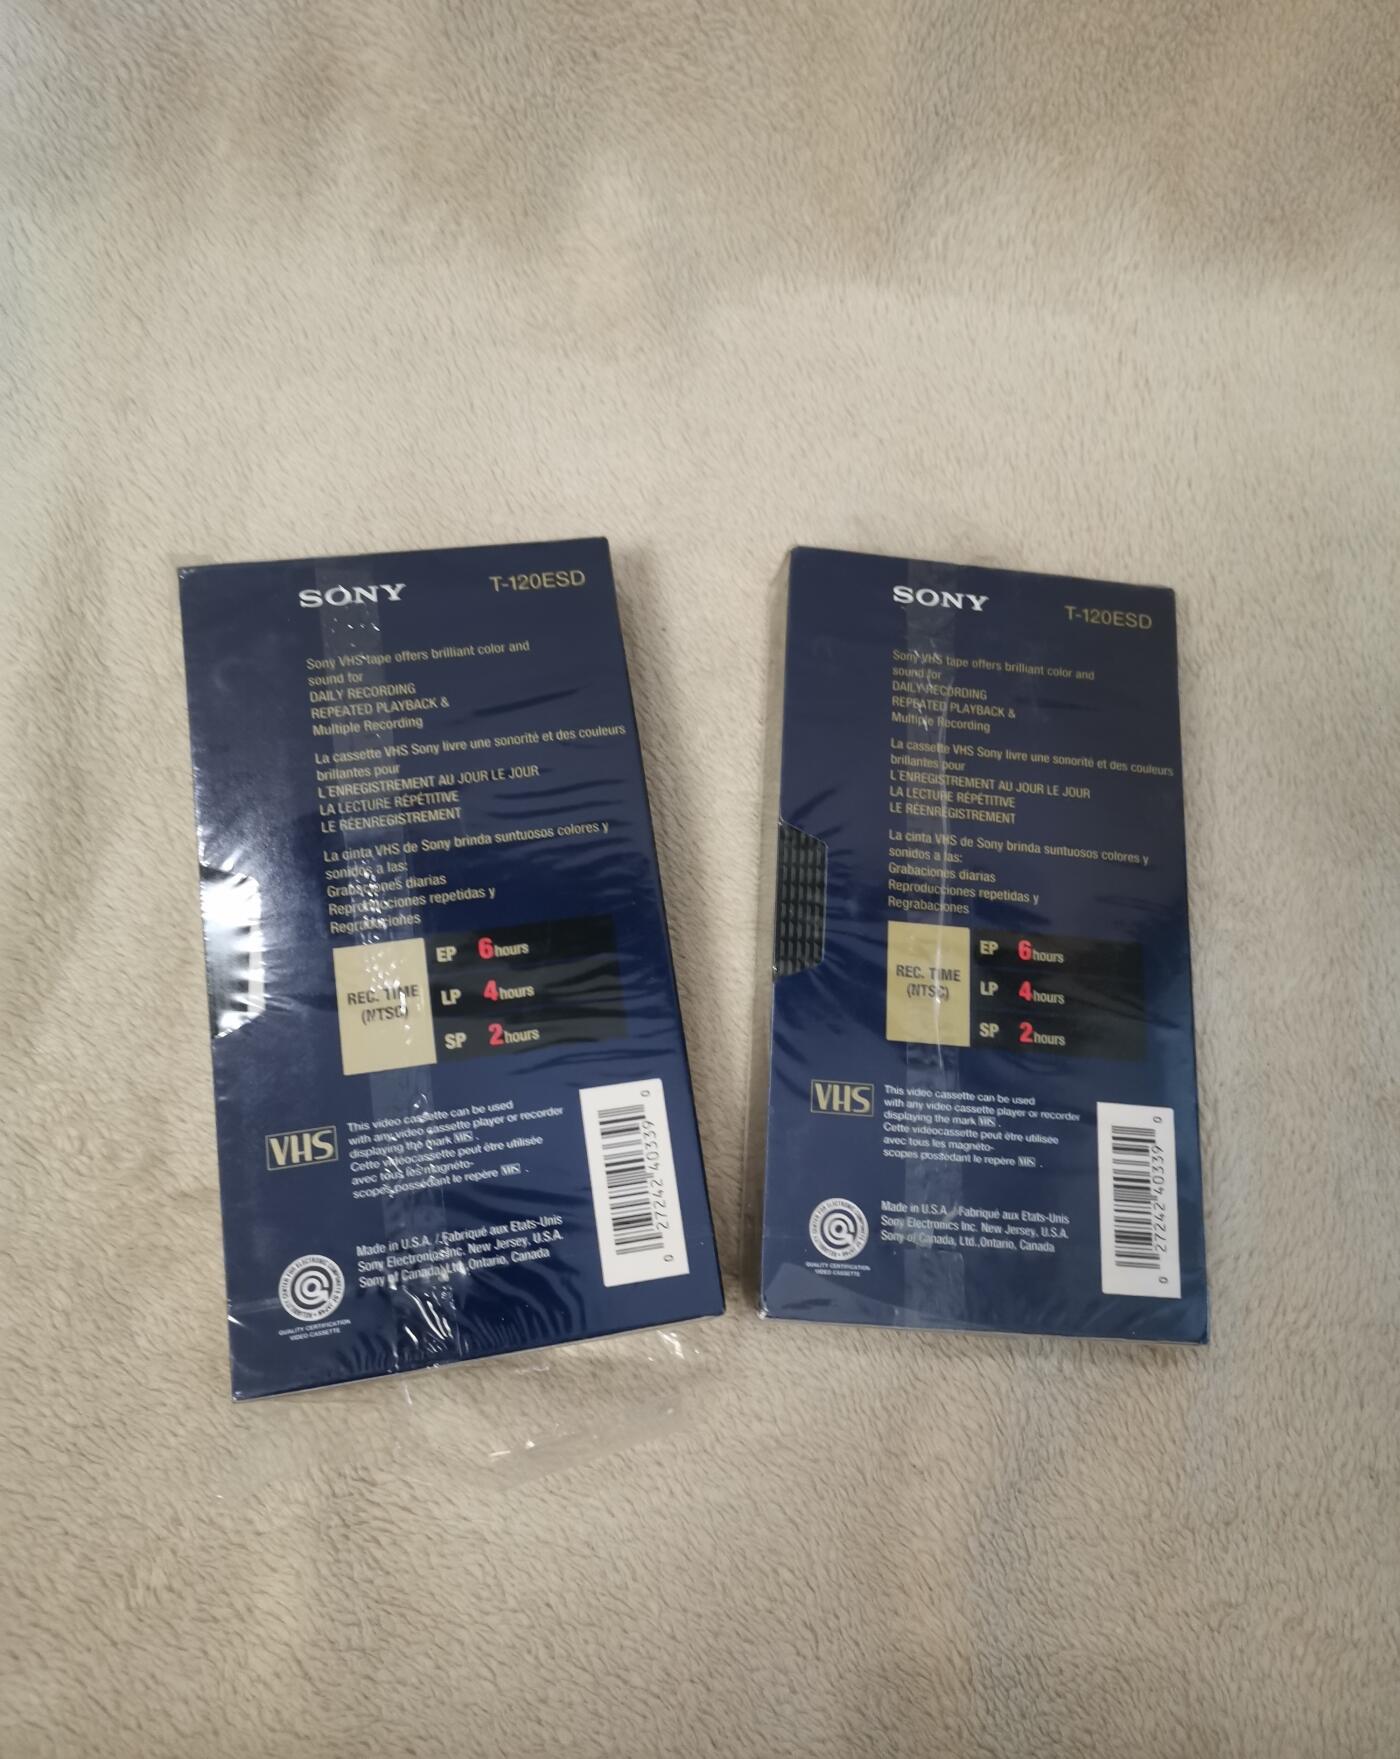 SONY
T-120ESD
Sony VHS tape offers brilliant color and
sound for
DAILY RECORDING
REPEATED PLAYBACK &
Multiple Recording
La cassette VHS Sony livre une sonorité et des couleurs
brillantes pour
L'ENREGISTREMENT AU JOUR LE JOUR
LA LECTURE RÉPÉTITIVE
LE RÉENREGISTREMENT
La cinta VHS de Sony brinda suntuosos colores y
sonidos a las:
Grabaciones diarias
Reproducciones repetidas y
Regrabaciones
REC. TIME
(NTSC)
EP 6 hours
LP 4 hours
SP 2 hours
VHS
This video cassette can be used
with any video cassette player or recorder
displaying the mark VHS.
Cette vidéocassette peut être utilisée
avec tous les magnéto-
scopes possédant le repère VHS.
Made in U.S.A. / Fabriqué aux Etats-Unis
Sony Electronics Inc. New Jersey, U.S.A.
Sony of Canada, Ltd.,Ontario, Canada
QUALITY CERTIFICATION
VIDEO CASSETTE
0 27242 40339 0
SONY
T-120ESD
Sony VHS tape offers brilliant color and
sound for
DAILY RECORDING
REPEATED PLAYBACK &
Multiple Recording
La cassette VHS Sony livre une sonorité et des couleurs
brillantes pour
L'ENREGISTREMENT AU JOUR LE JOUR
LA LECTURE RÉPÉTITIVE
LE RÉENREGISTREMENT
La cinta VHS de Sony brinda suntuosos colores y
sonidos a las:
Grabaciones diarias
Reproducciones repetidas y
Regrabaciones
REC. TIME
(NTSC)
EP 6 hours
LP 4 hours
SP 2 hours
VHS
This video cassette can be used
with any video cassette player or recorder
displaying the mark VHS.
Cette vidéocassette peut être utilisée
avec tous les magnéto-
scopes possédant le repère VHS.
Made in U.S.A. / Fabriqué aux Etats-Unis
Sony Electronics Inc. New Jersey, U.S.A.
Sony of Canada, Ltd.,Ontario, Canada
QUALITY CERTIFICATION
VIDEO CASSETTE
0 27242 40339 0